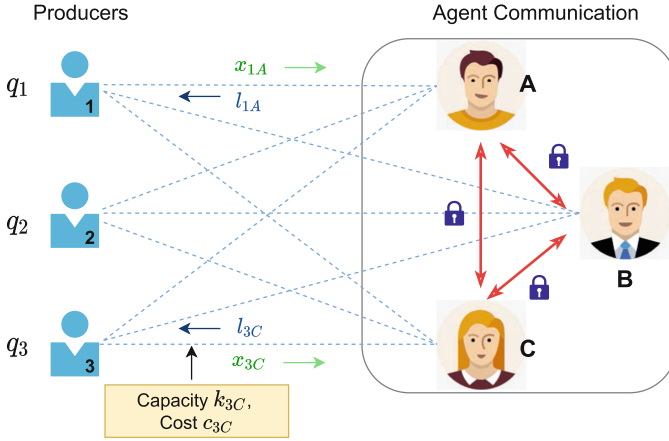 Producers
Agent Communication
q₁
1
x₁A
l₁A
A
q₂
2
B
q₃
3
l₃C
x₃C
C
Capacity k₃C,
Cost c₃C